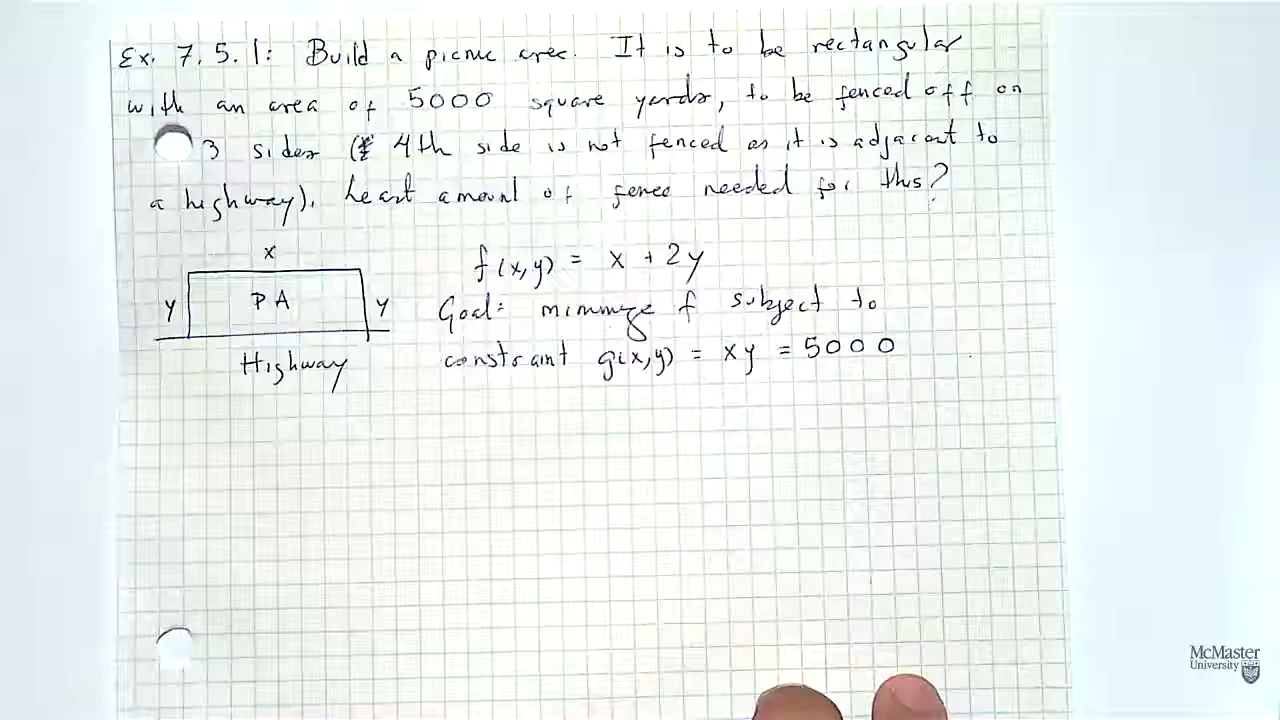 Ex. 7.5.1: Build a picnic area. It is to be rectangular
with an area of 5000 square yards, to be fenced off on
3 sides (4th side is not fenced as it is adjacent to
a highway). Least amount of fence needed for this?
x
f(x,y) = x + 2y
y PA y
Goal: minimize f subject to
Highway
constraint g(x,y) = xy = 5000
McMaster
University